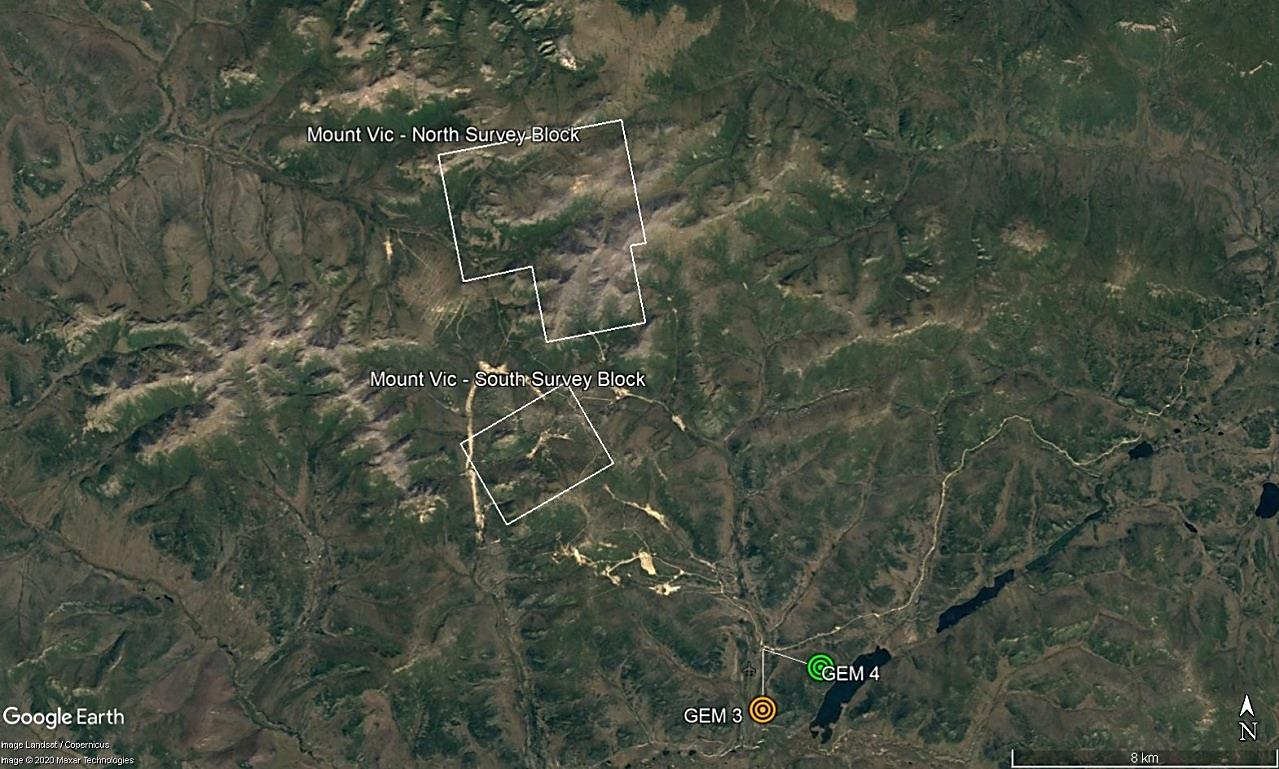 Mount Vic - North Survey Block
Mount Vic - South Survey Block
GEM 4
GEM 3
Google Earth
N
Image Landsat / Copernicus
Image © 2020 Maxar Technologies
8 km